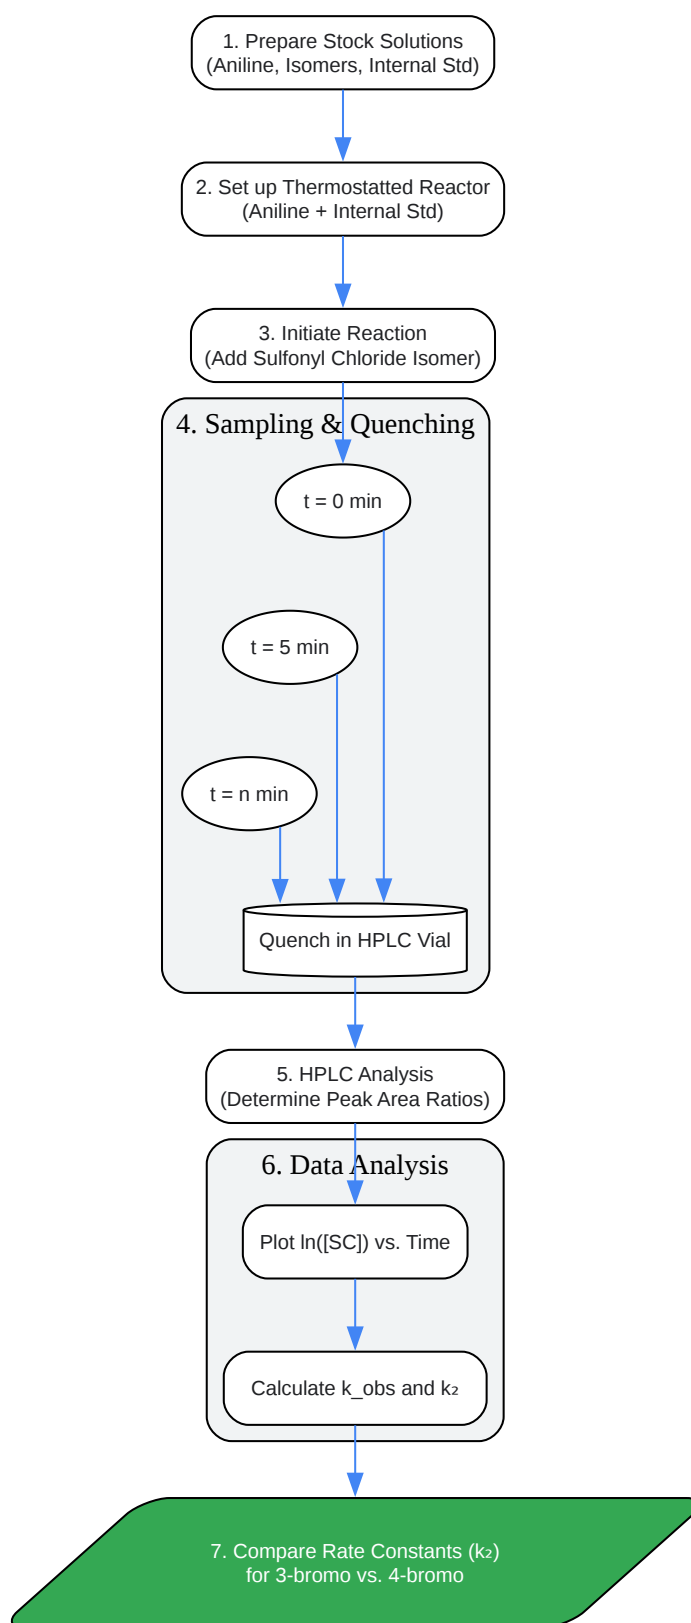 1. Prepare Stock Solutions
(Aniline, Isomers, Internal Std)
2. Set up Thermostatted Reactor
(Aniline + Internal Std)
3. Initiate Reaction
(Add Sulfonyl Chloride Isomer)
4. Sampling & Quenching
t = 0 min
t = 5 min
t = n min
Quench in HPLC Vial
5. HPLC Analysis
(Determine Peak Area Ratios)
6. Data Analysis
Plot ln([SC]) vs. Time
Calculate k_obs and k₂
7. Compare Rate Constants (k₂)
for 3-bromo vs. 4-bromo